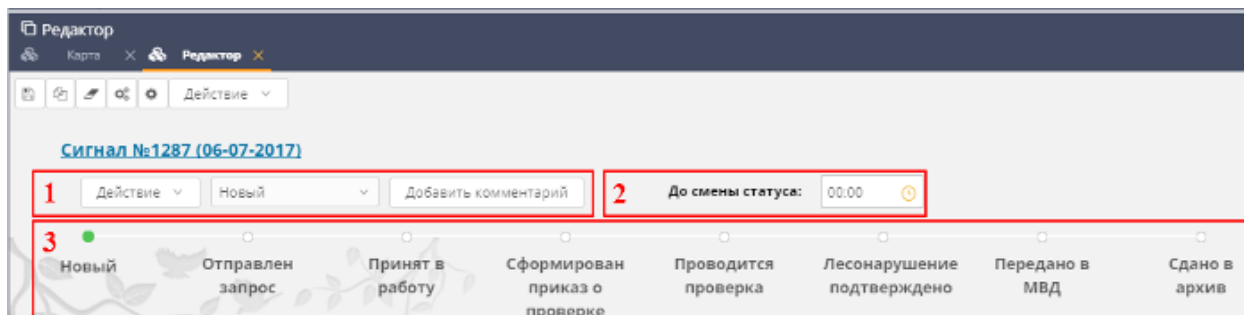 Редактор
Карта Редактор
Действие
Сигнал №1287 (06-07-2017)
1 Действие Новый Добавить комментарий 2 До смены статуса: 00:00
3
Новый Отправлен Принят в Сформирован Проводится Лесонарушение Передано в Сдано в
запрос работу приказ о проверка подтверждено МВД архив
проверке